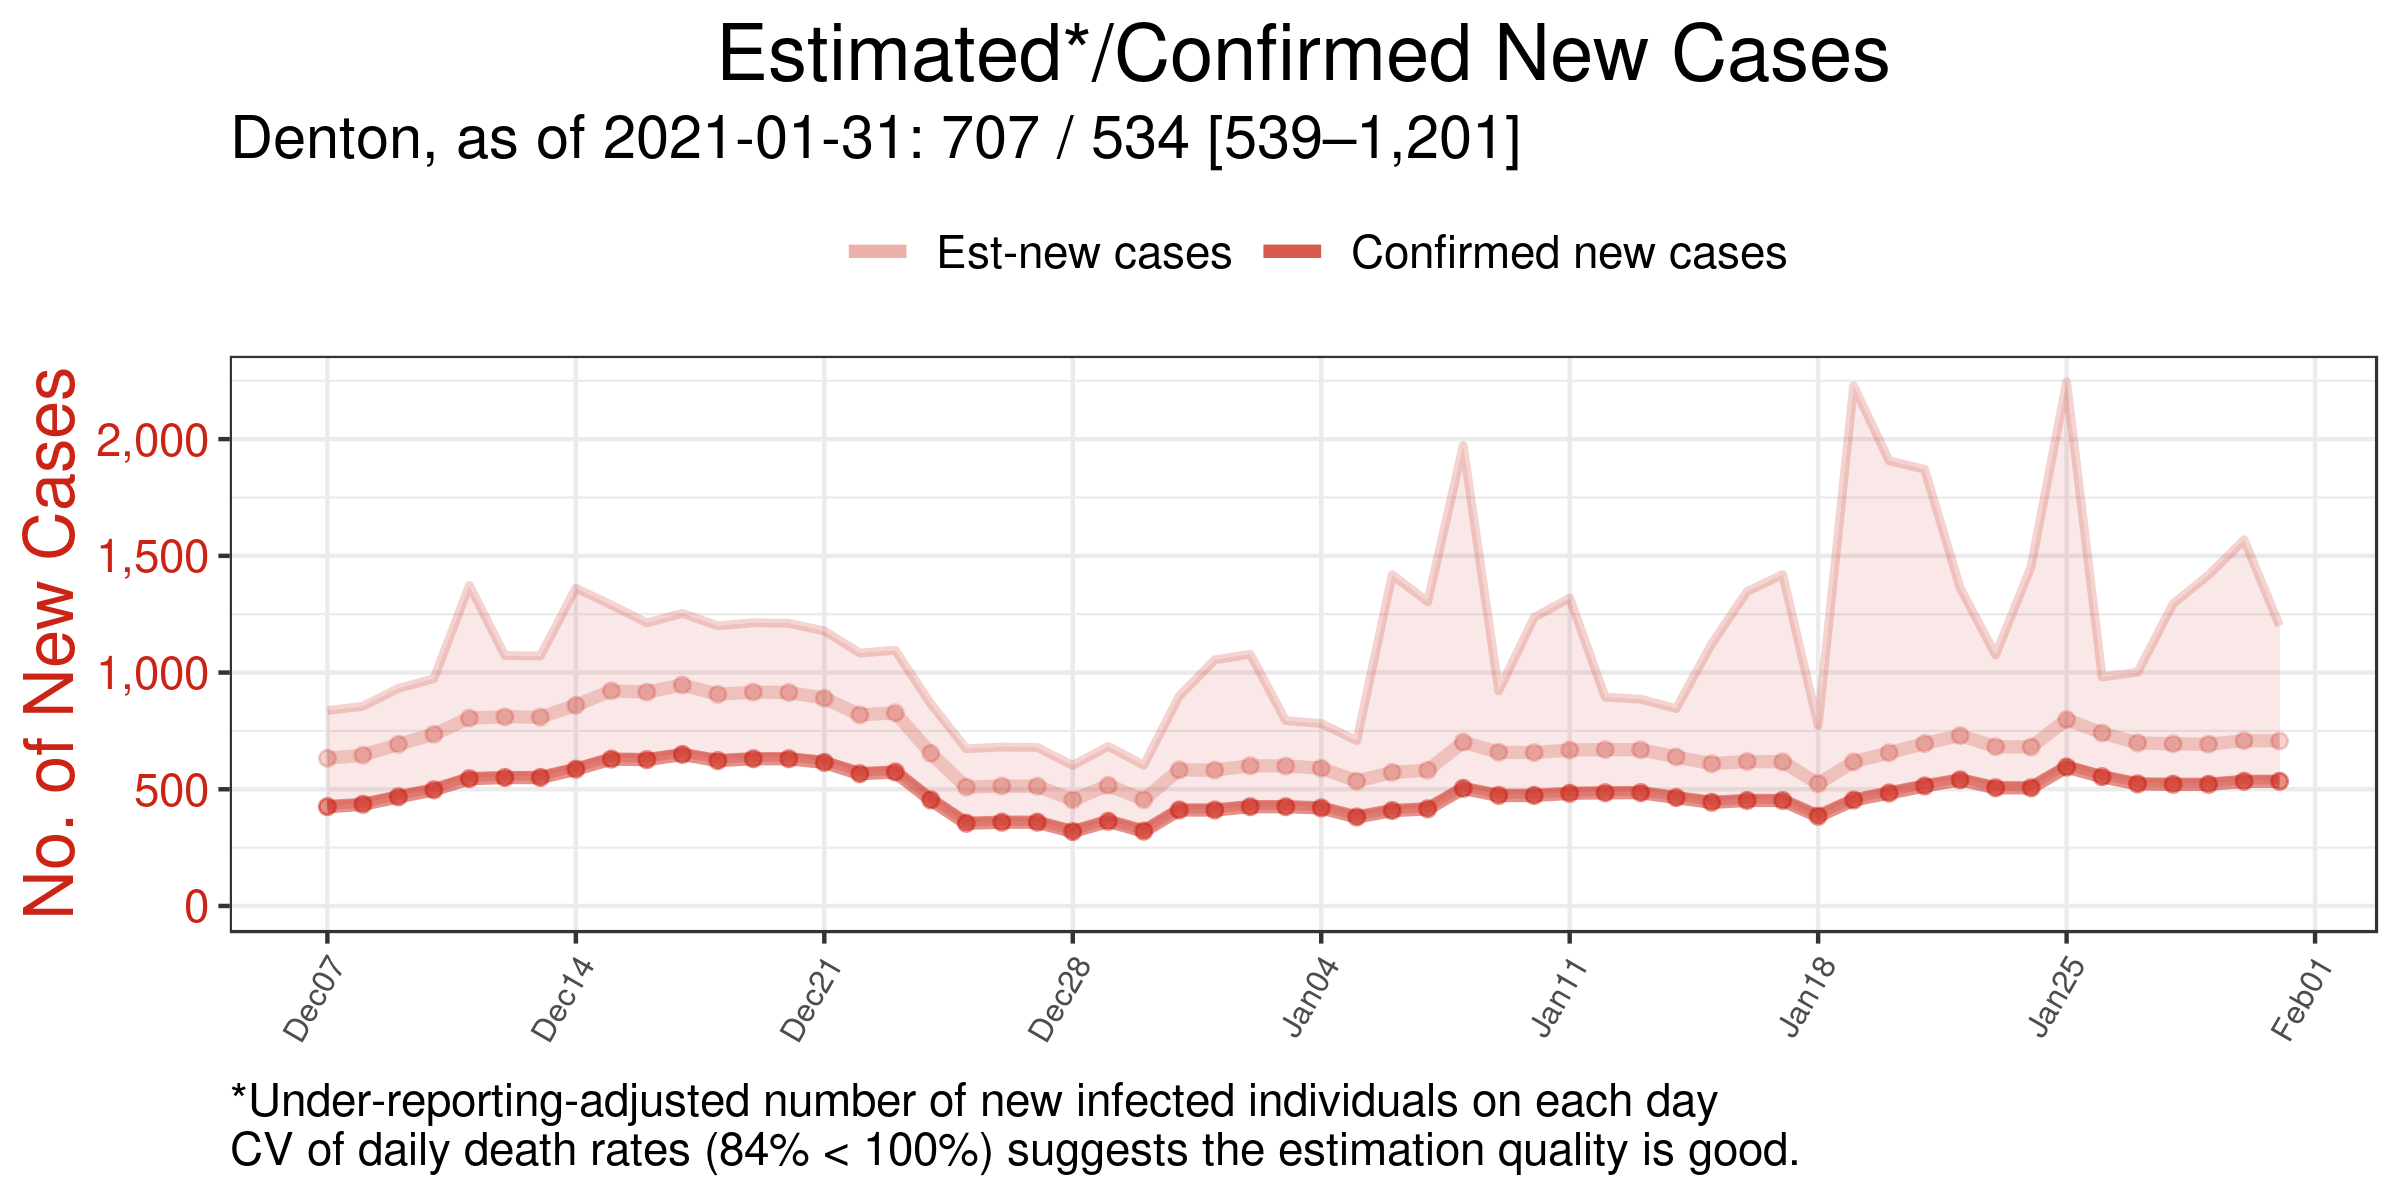 Estimated*/Confirmed New Cases
Denton, as of 2021-01-31: 707 / 534 [539–1,201]
Est-new cases
Confirmed new cases
No. of New Cases
2,000
1,500
1,000
500
0
Dec07
Dec14
Dec21
Dec28
Jan04
Jan11
Jan18
Jan25
Feb01
*Under-reporting-adjusted number of new infected individuals on each day
CV of daily death rates (84% < 100%) suggests the estimation quality is good.